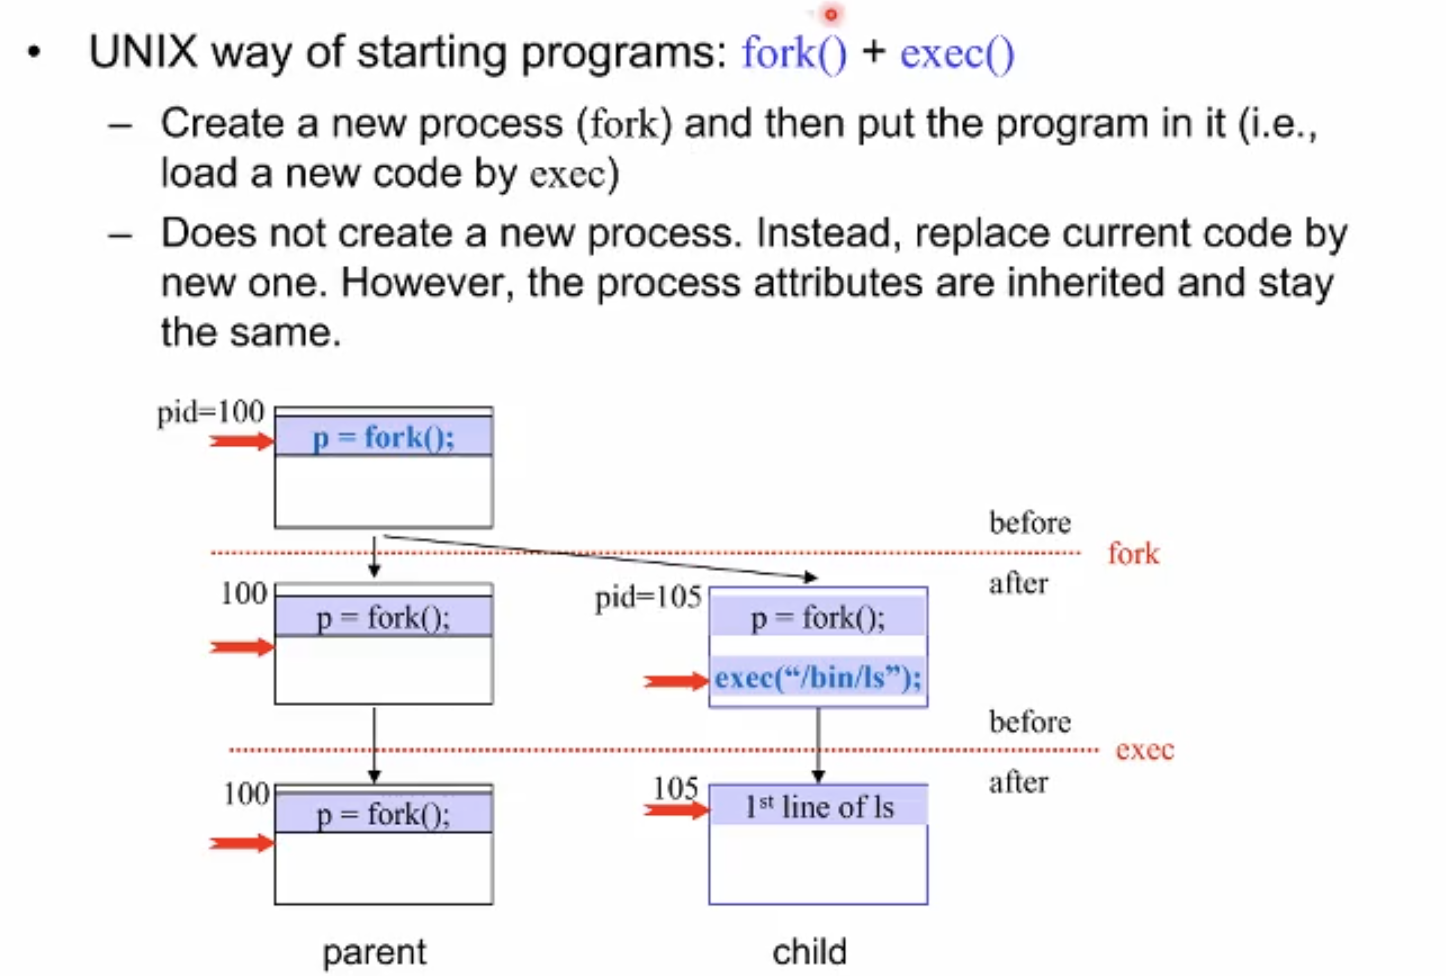 • UNIX way of starting programs: fork() + exec()
– Create a new process (fork) and then put the program in it (i.e.,
load a new code by exec)
– Does not create a new process. Instead, replace current code by
new one. However, the process attributes are inherited and stay
the same.
pid=100
p = fork();
before
fork
after
100
p = fork();
pid=105
p = fork();
exec(“/bin/ls”);
before
exec
after
100
p = fork();
105
1st line of ls
parent
child